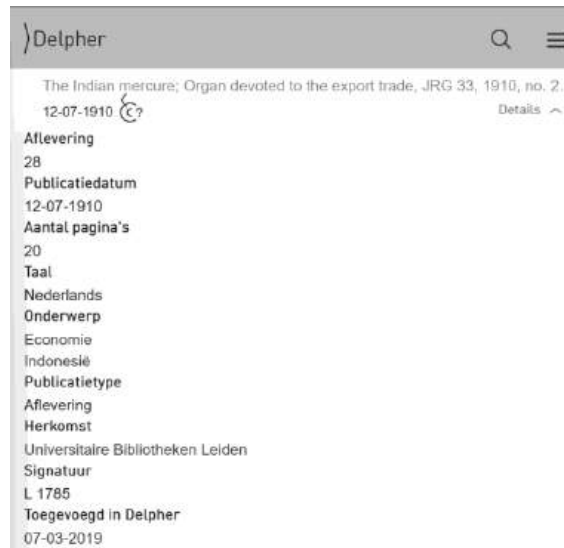 Delpher
The Indian mercure; Organ devoted to the export trade, JRG 33, 1910, no. 2.
12-07-1910 C?
Details
Aflevering
28
Publicatiedatum
12-07-1910
Aantal pagina's
20
Taal
Nederlands
Onderwerp
Economie
Indonesië
Publicatietype
Aflevering
Herkomst
Universitaire Bibliotheken Leiden
Signatuur
L 1785
Toegevoegd in Delpher
07-03-2019